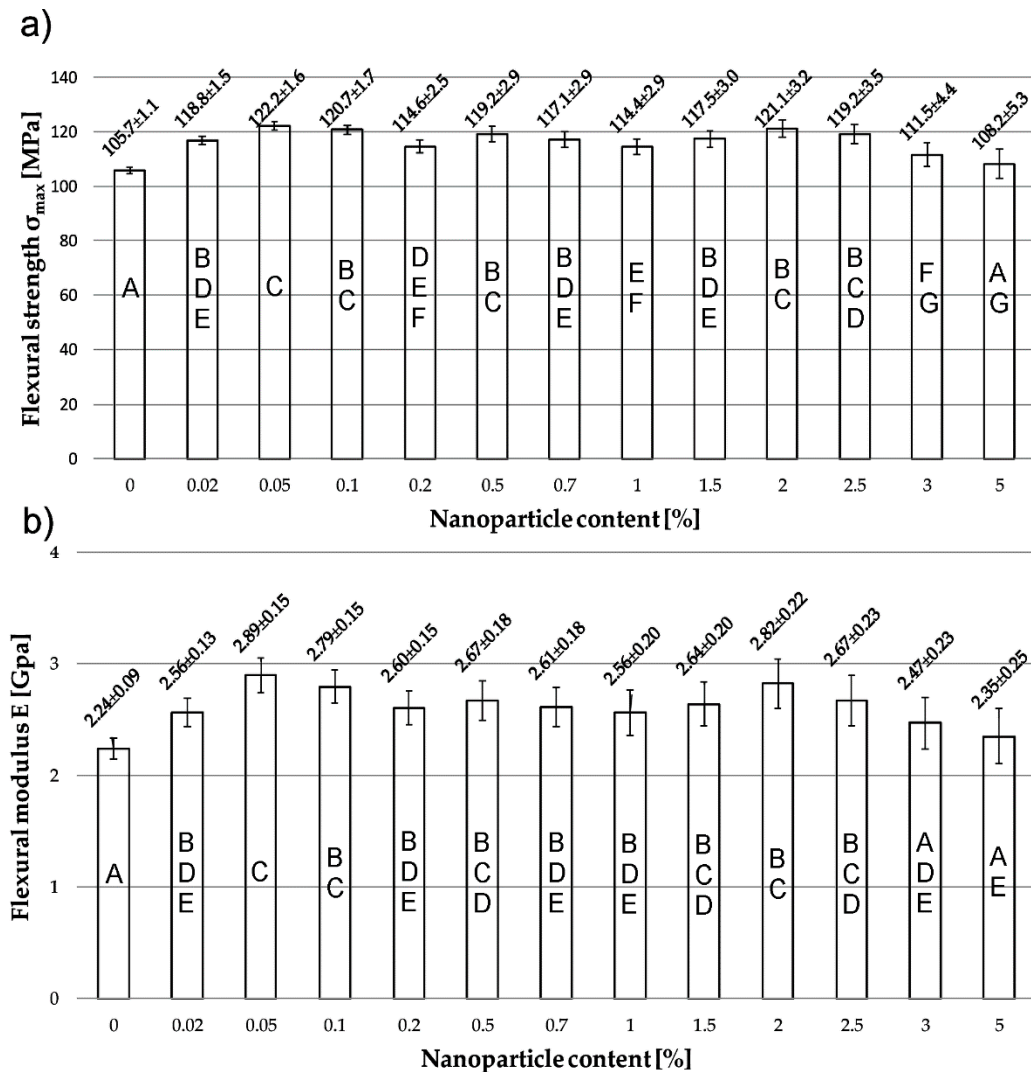 a)
105.7±1.1 118.8±1.5 122.2±1.6 120.7±1.7 114.6±2.5 119.2±2.9 117.1±2.9 114.4±2.9 117.5±3.0 121.1±3.2 119.2±3.5 111.5±4.4 108.2±5.3
Flexural strength σmax [MPa]
140
120
100
80
60
40
20
0
A
B
D
E
C
B
C
D
E
F
B
C
B
D
E
E
F
B
D
E
B
C
B
C
D
F
G
A
G
0 0.02 0.05 0.1 0.2 0.5 0.7 1 1.5 2 2.5 3 5
Nanoparticle content [%]
b)
2.24±0.09 2.56±0.13 2.89±0.15 2.79±0.15 2.60±0.15 2.67±0.18 2.61±0.18 2.56±0.20 2.64±0.20 2.82±0.22 2.67±0.23 2.47±0.23 2.35±0.25
Flexural modulus E [Gpa]
4
3
2
1
0
A
B
D
E
C
B
C
B
D
E
B
C
D
B
D
E
B
D
E
B
C
D
B
C
B
C
D
A
D
E
A
E
0 0.02 0.05 0.1 0.2 0.5 0.7 1 1.5 2 2.5 3 5
Nanoparticle content [%]